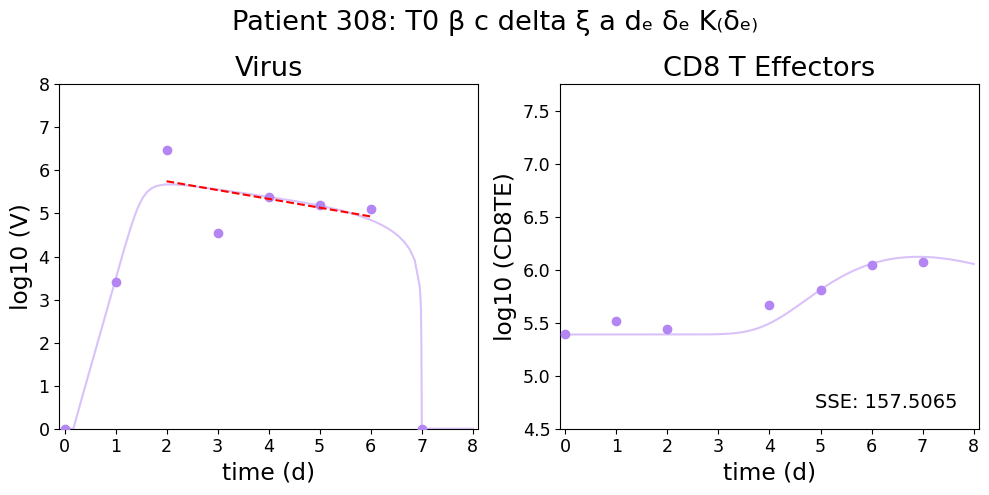 Patient 308: T0 β c delta ξ a dₑ δₑ K₍δₑ₎
Virus
CD8 T Effectors
log10 (V)
8
7
6
5
4
3
2
1
0
0 1 2 3 4 5 6 7 8
time (d)
log10 (CD8TE)
7.5
7.0
6.5
6.0
5.5
5.0
4.5
SSE: 157.5065
0 1 2 3 4 5 6 7 8
time (d)